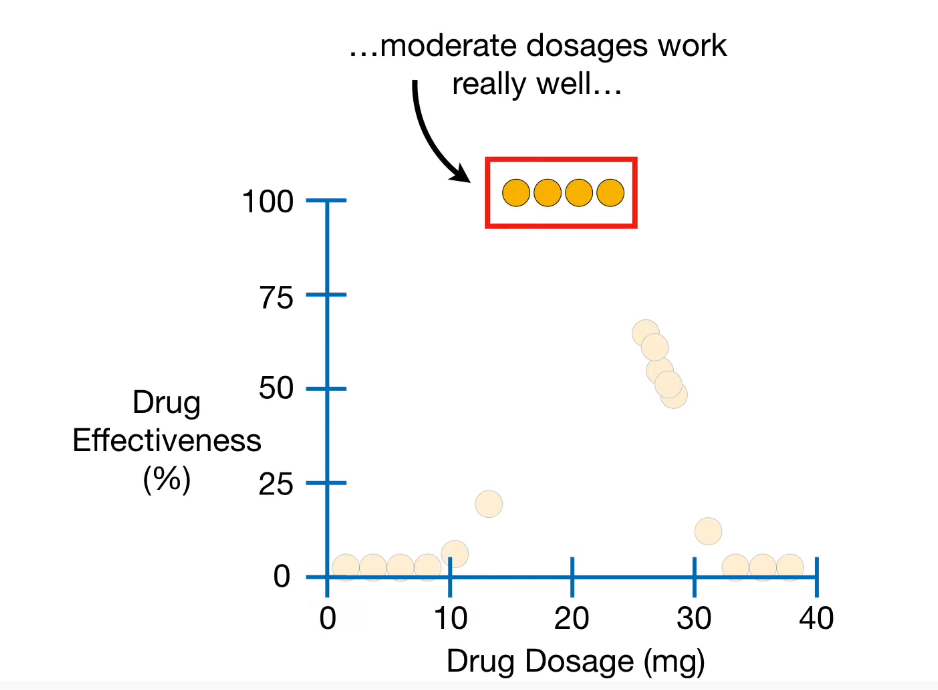 …moderate dosages work
really well…
100
75
50
25
0
Drug
Effectiveness
(%)
0 10 20 30 40
Drug Dosage (mg)